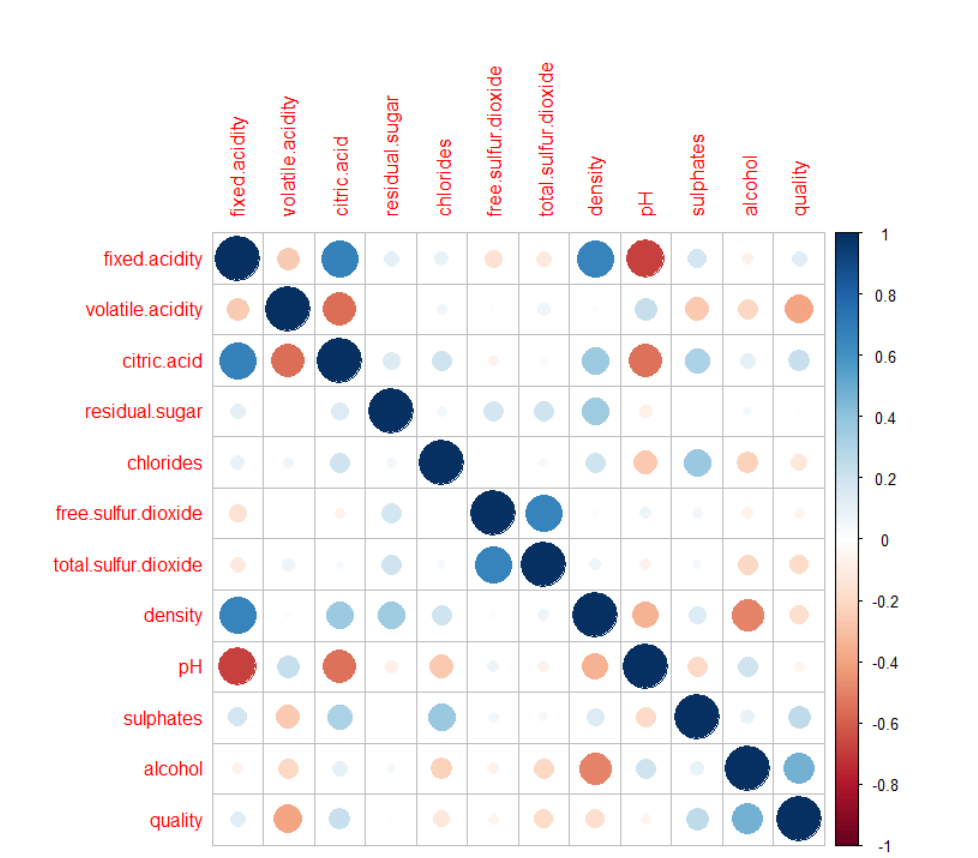 fixed.acidity
volatile.acidity
citric.acid
residual.sugar
chlorides
free.sulfur.dioxide
total.sulfur.dioxide
density
pH
sulphates
alcohol
quality
fixed.acidity
volatile.acidity
citric.acid
residual.sugar
chlorides
free.sulfur.dioxide
total.sulfur.dioxide
density
pH
sulphates
alcohol
quality
1
0.8
0.6
0.4
0.2
0
-0.2
-0.4
-0.6
-0.8
-1